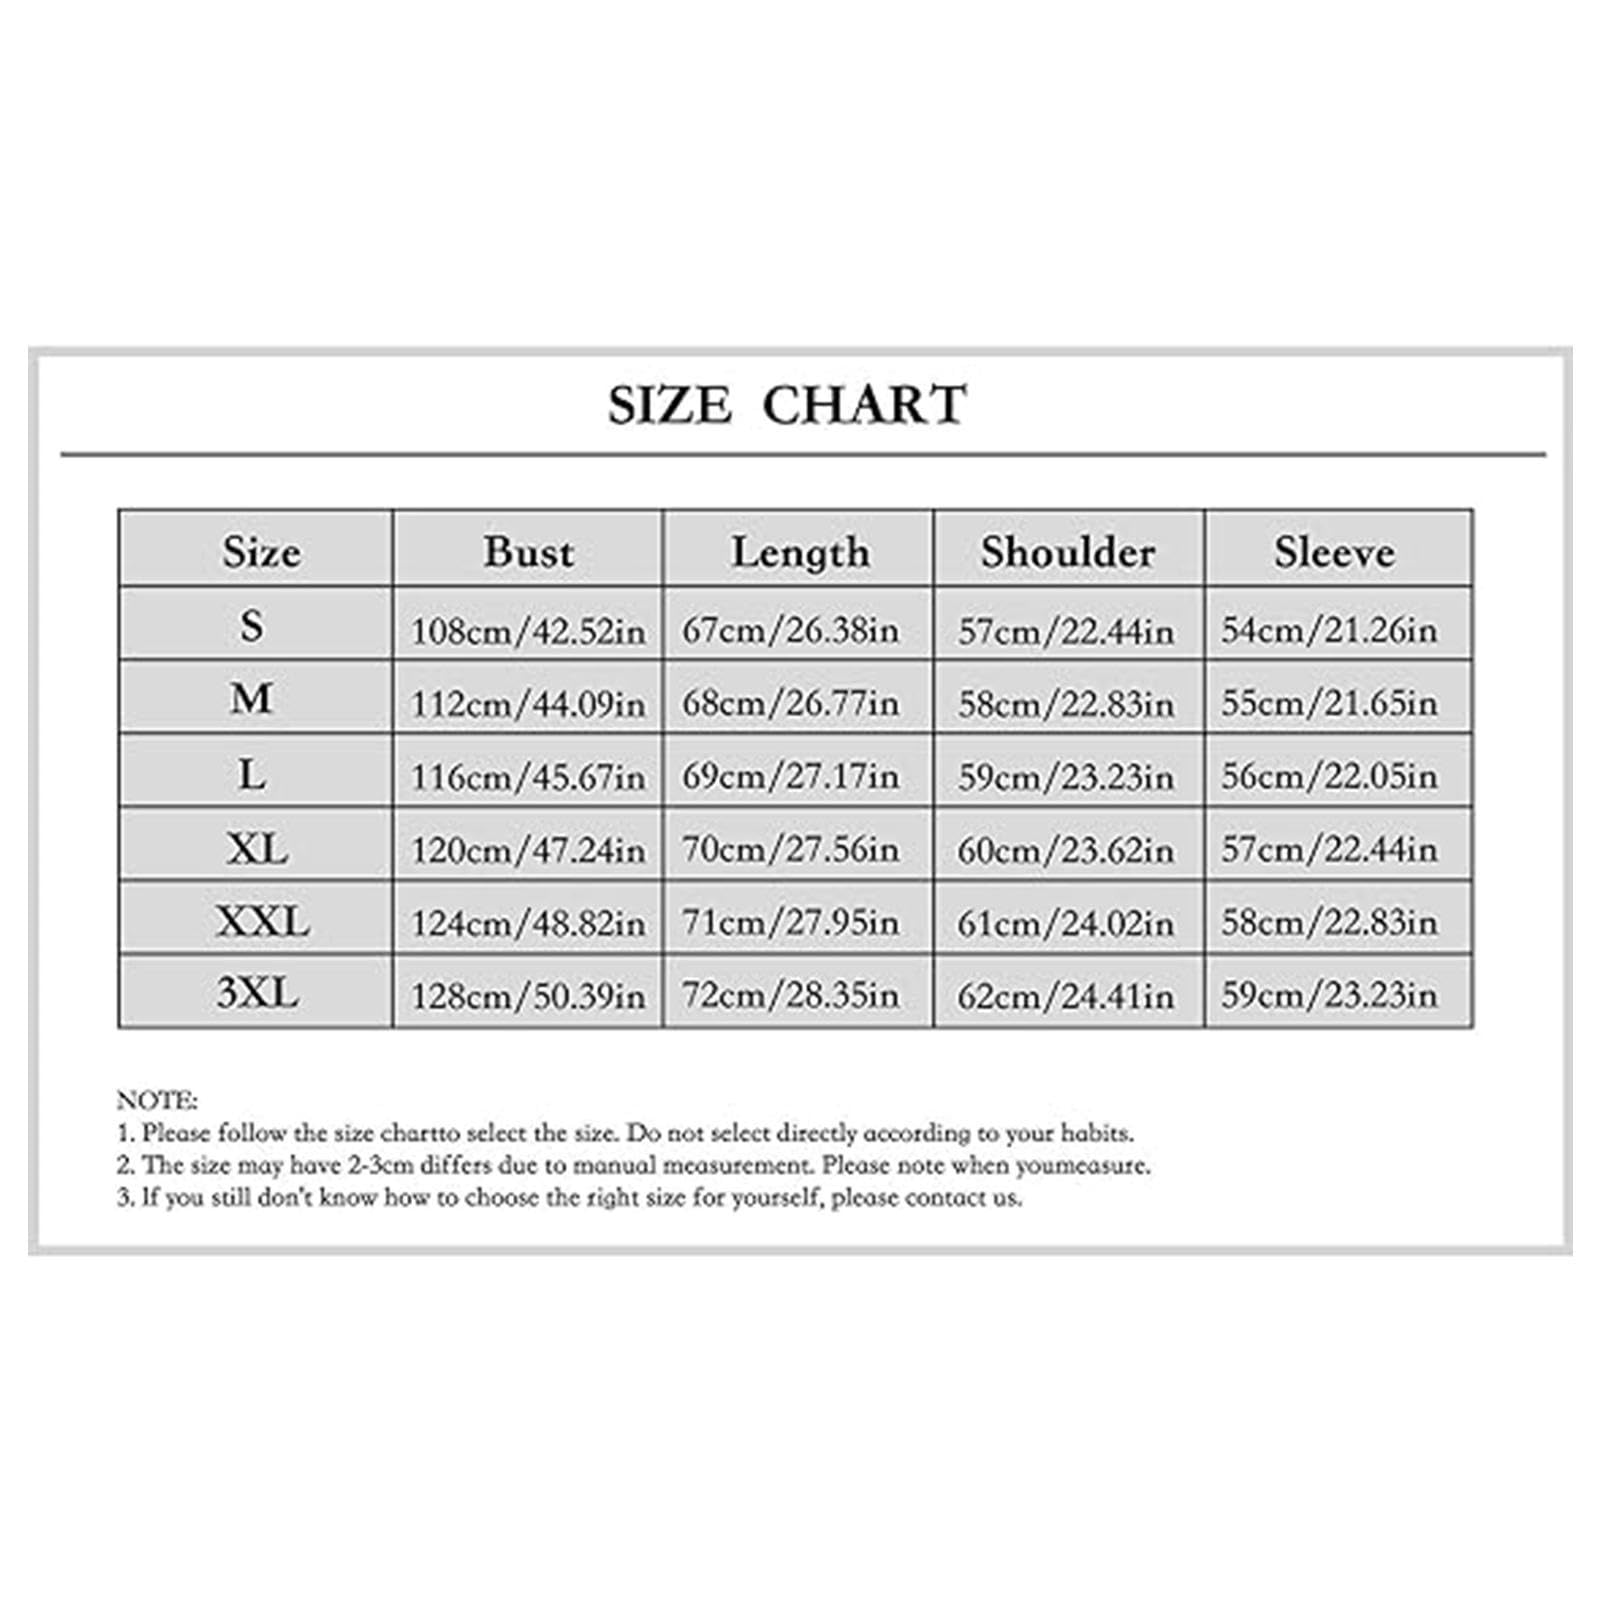 SIZE CHART
Size Bust Length Shoulder Sleeve
S 108cm/42.52in 67cm/26.38in 57cm/22.44in 54cm/21.26in
M 112cm/44.09in 68cm/26.77in 58cm/22.83in 55cm/21.65in
L 116cm/45.67in 69cm/27.17in 59cm/23.23in 56cm/22.05in
XL 120cm/47.24in 70cm/27.56in 60cm/23.62in 57cm/22.44in
XXL 124cm/48.82in 71cm/27.95in 61cm/24.02in 58cm/22.83in
3XL 128cm/50.39in 72cm/28.35in 62cm/24.41in 59cm/23.23in
NOTE:
1. Please follow the size chartto select the size. Do not select directly according to your habits.
2. The size may have 2-3cm differs due to manual measurement. Please note when youmeasure.
3. If you still don't know how to choose the right size for yourself, please contact us.